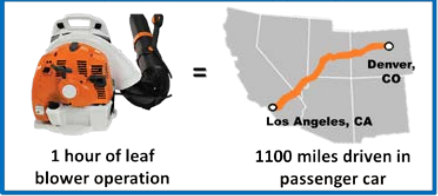 =
Denver,
CO
Los Angeles, CA
1 hour of leaf
blower operation
1100 miles driven in
passenger car